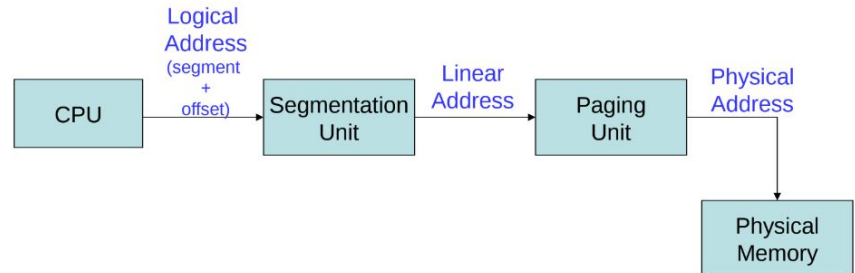 Logical
Address
(segment
+
offset)
CPU
Segmentation
Unit
Linear
Address
Paging
Unit
Physical
Address
Physical
Memory